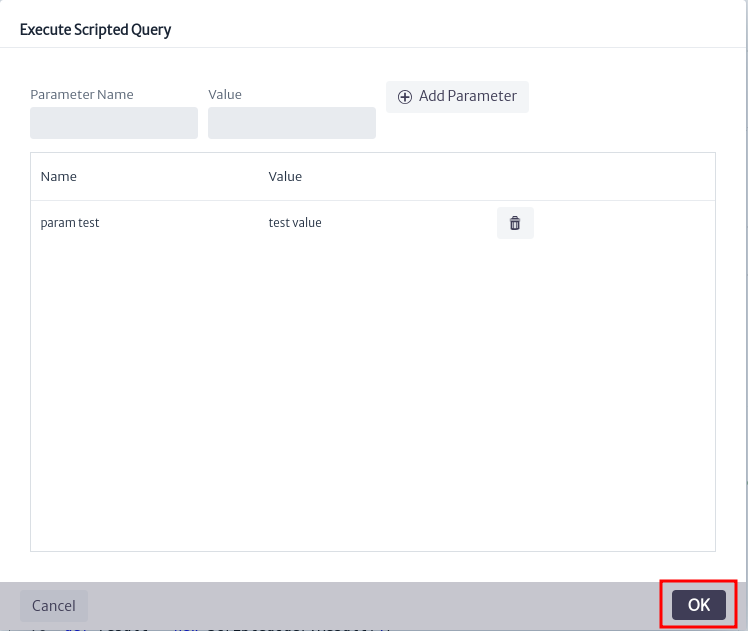 Execute Scripted Query
Parameter Name Value
Add Parameter
Name Value
param test test value
Cancel
OK